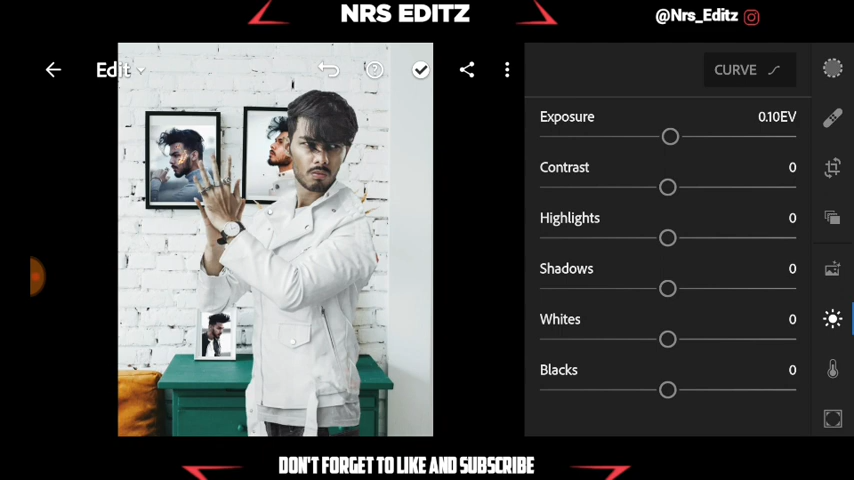 NRS EDITZ
@Nrs_Editz
Edit
CURVE
Exposure 0.10EV
Contrast 0
Highlights 0
Shadows 0
Whites 0
Blacks 0
DON'T FORGET TO LIKE AND SUBSCRIBE